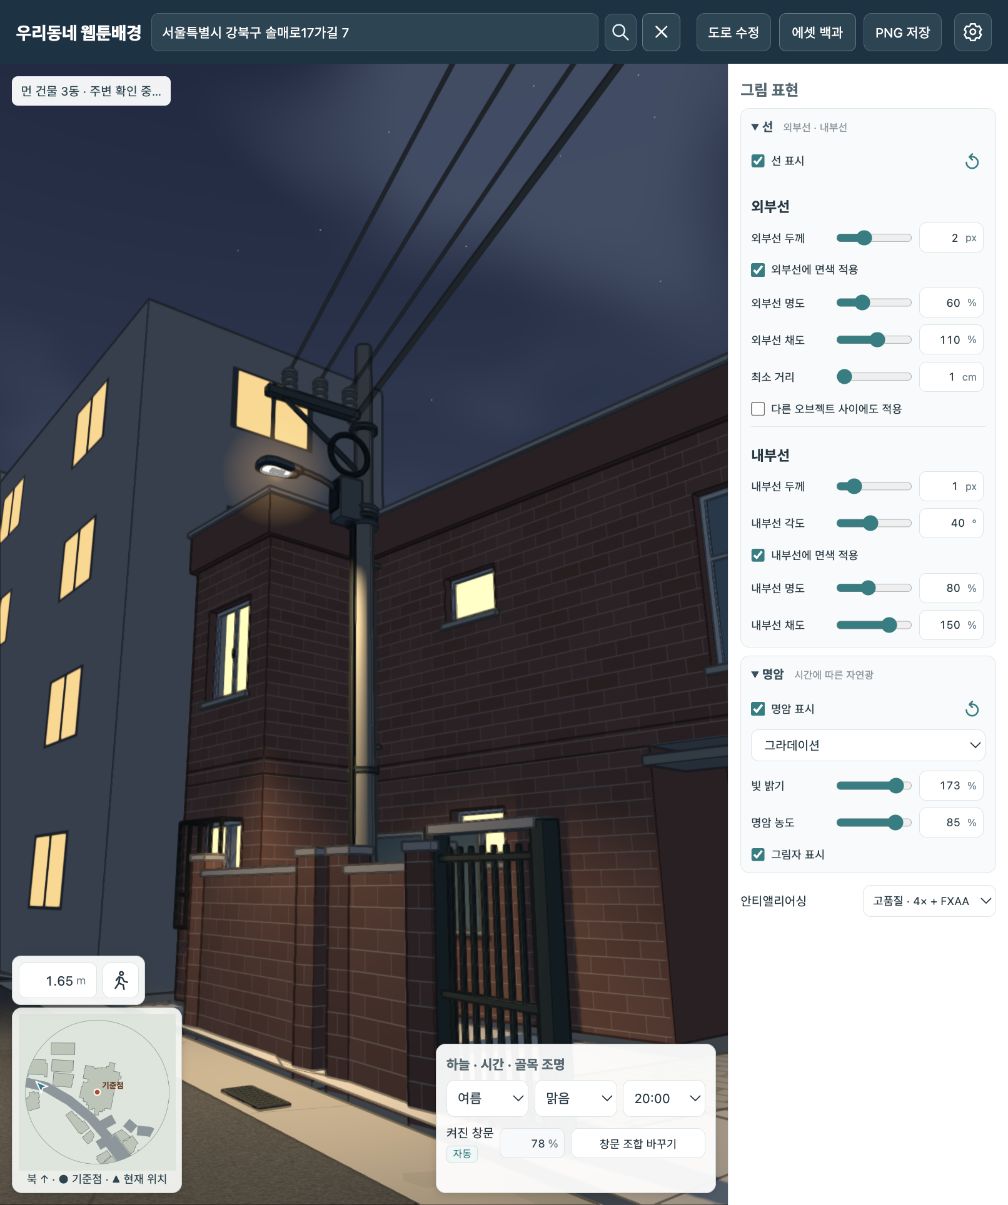 우리동네 웹툰배경
서울특별시 강북구 솔매로17가길 7
도로 수정
에셋 백과
PNG 저장
먼 건물 3동 · 주변 확인 중…
그림 표현
▼ 선 외부선 · 내부선
선 표시
외부선
외부선 두께 2 px
외부선에 면색 적용
외부선 명도 60 %
외부선 채도 110 %
최소 거리 1 cm
다른 오브젝트 사이에도 적용
내부선
내부선 두께 1 px
내부선 각도 40 °
내부선에 면색 적용
내부선 명도 80 %
내부선 채도 150 %
▼ 명암 시간에 따른 자연광
명암 표시
그라데이션
빛 밝기 173 %
명암 농도 85 %
그림자 표시
안티앨리어싱 고품질 · 4× + FXAA
1.65 m
기준점
북 ↑ · ● 기준점 · ▲ 현재 위치
하늘 · 시간 · 골목 조명
여름 맑음 20:00
켜진 창문
자동
78 %
창문 조합 바꾸기